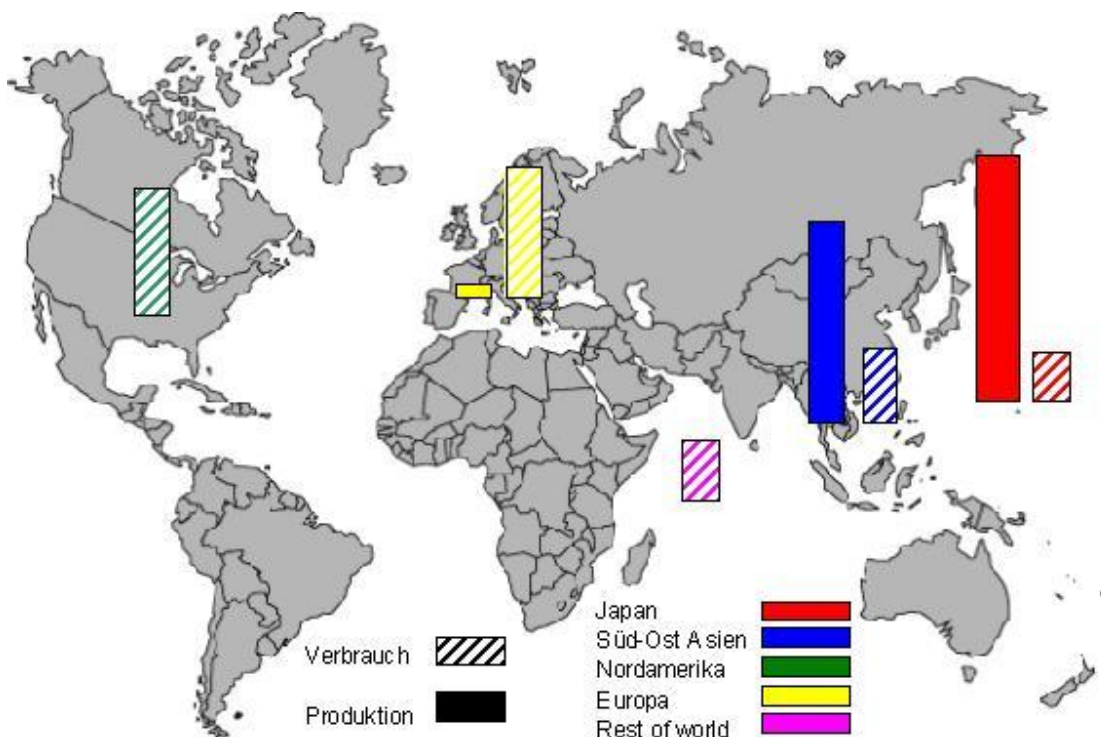 Verbrauch
Produktion
Japan
Süd-Ost Asien
Nordamerika
Europa
Rest of world